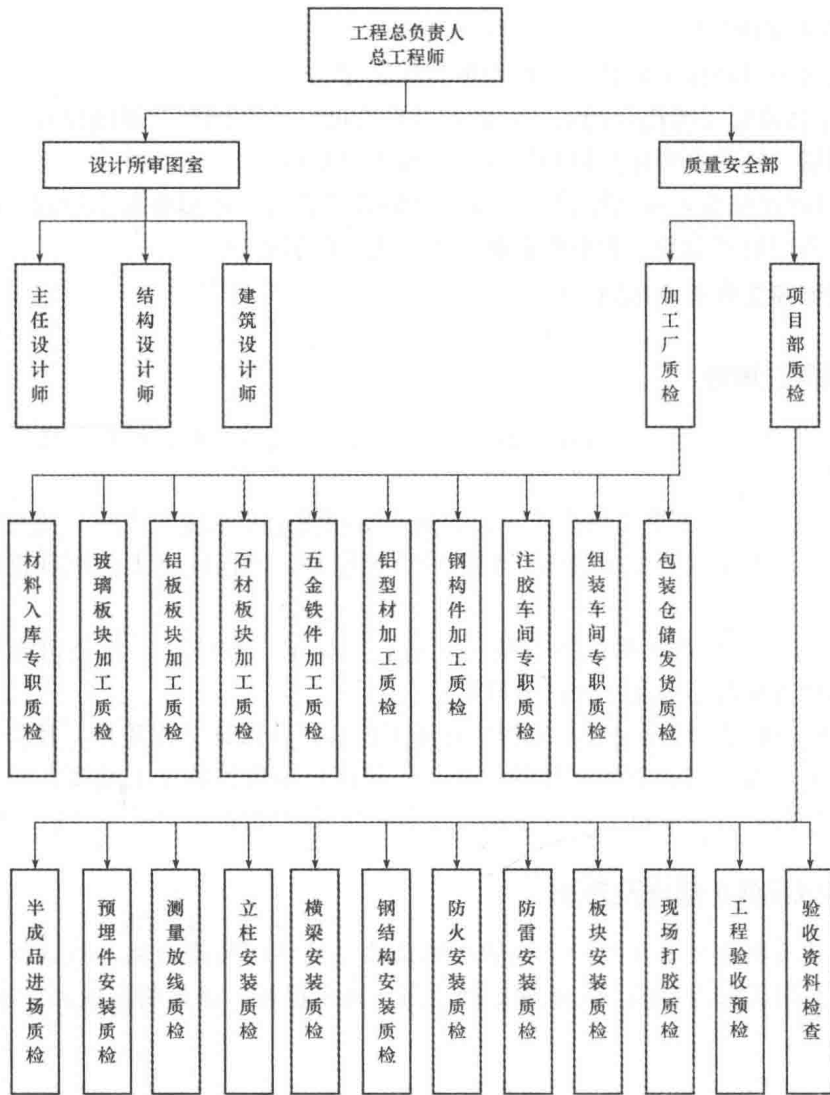 工程总负责人
总工程师
设计所审图室
质量安全部
主任设计师
结构设计师
建筑设计师
加工厂质检
项目部质检
材料入库专职质检
玻璃板块加工质检
铝板板块加工质检
石材板块加工质检
五金铁件加工质检
铝型材加工质检
钢构件加工质检
注胶车间专职质检
组装车间专职质检
包装仓储发货质检
半成品进场质检
预埋件安装质检
测量放线质检
立柱安装质检
横梁安装质检
钢结构安装质检
防火安装质检
防雷安装质检
板块安装质检
现场打胶质检
工程验收预检
验收资料检查